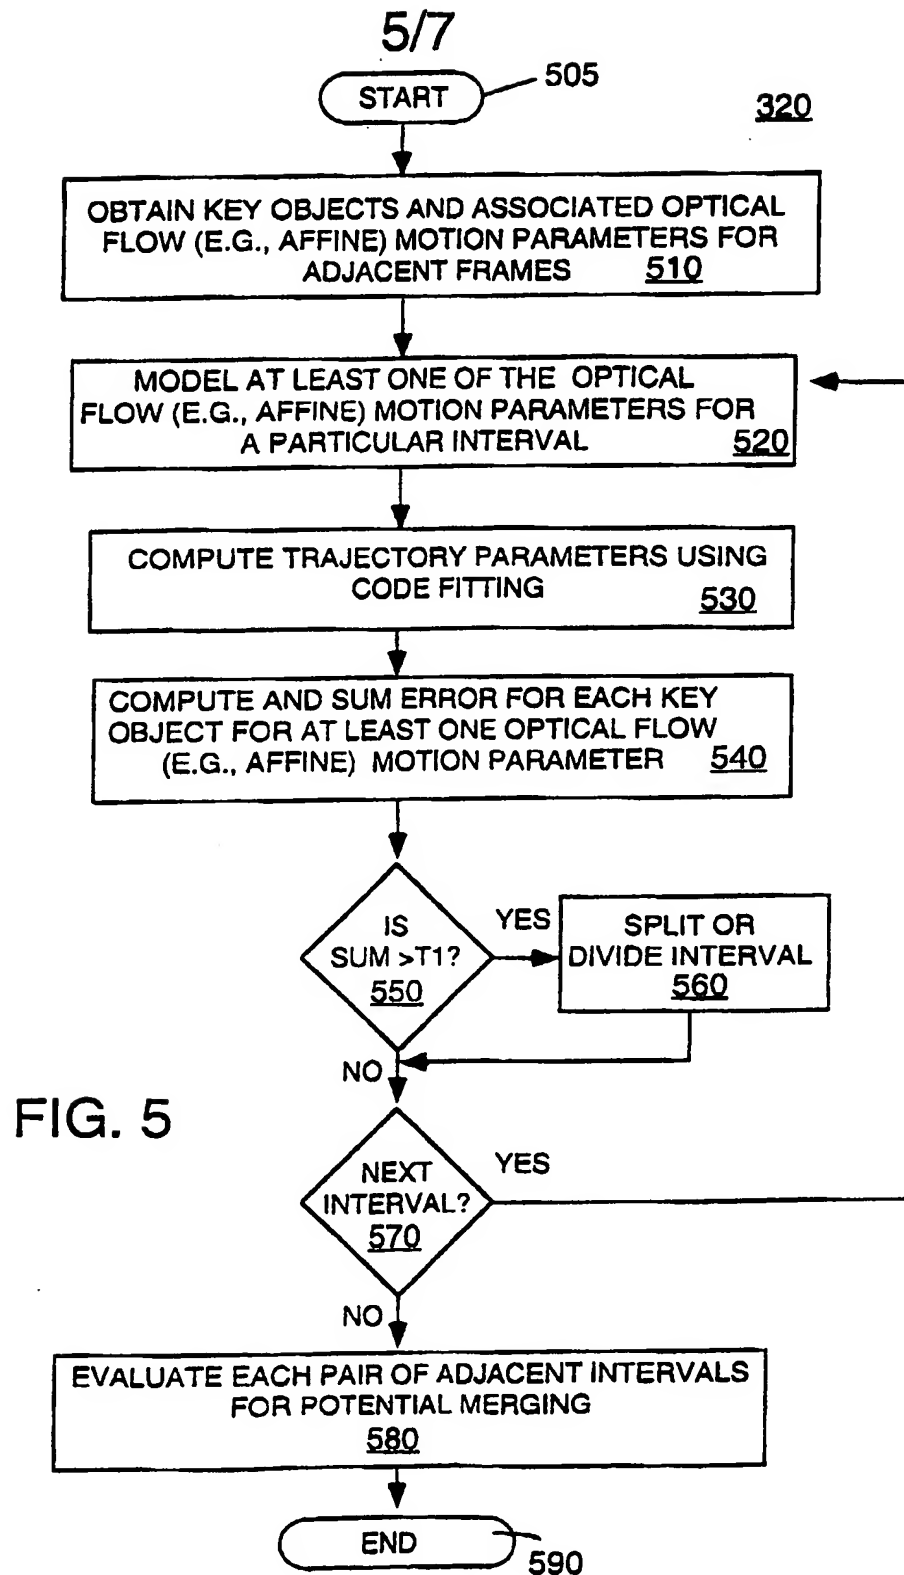 5/7
START
505
320
OBTAIN KEY OBJECTS AND ASSOCIATED OPTICAL
FLOW (E.G., AFFINE) MOTION PARAMETERS FOR
ADJACENT FRAMES 510
MODEL AT LEAST ONE OF THE OPTICAL
FLOW (E.G., AFFINE) MOTION PARAMETERS FOR
A PARTICULAR INTERVAL 520
COMPUTE TRAJECTORY PARAMETERS USING
CODE FITTING 530
COMPUTE AND SUM ERROR FOR EACH KEY
OBJECT FOR AT LEAST ONE OPTICAL FLOW
(E.G., AFFINE) MOTION PARAMETER 540
IS
SUM >T1?
550
YES
SPLIT OR
DIVIDE INTERVAL
560
NO
FIG. 5
NEXT
INTERVAL?
570
YES
NO
EVALUATE EACH PAIR OF ADJACENT INTERVALS
FOR POTENTIAL MERGING
580
END
590